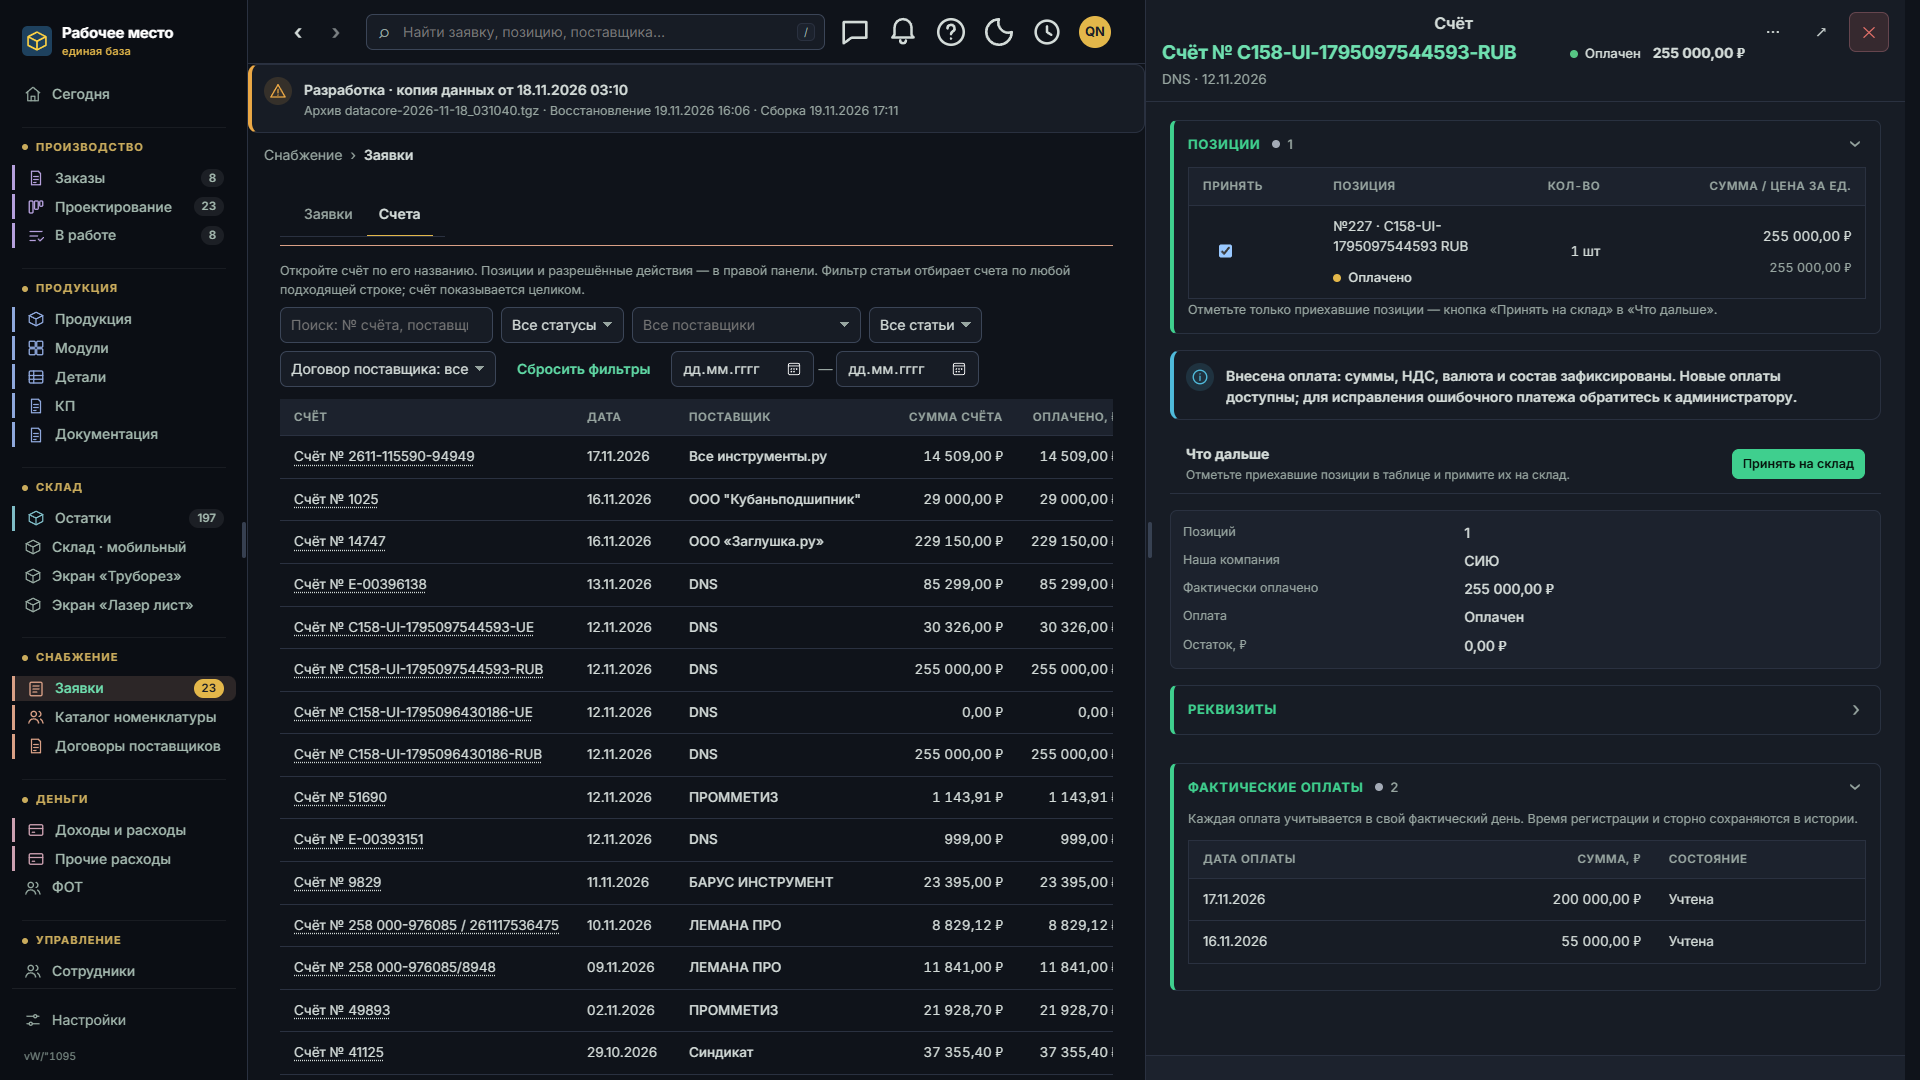 Рабочее место
единая база
Сегодня
ПРОИЗВОДСТВО
Заказы 8
Проектирование 23
В работе 8
ПРОДУКЦИЯ
Продукция
Модули
Детали
КП
Документация
СКЛАД
Остатки 197
Склад · мобильный
Экран «Труборез»
Экран «Лазер лист»
СНАБЖЕНИЕ
Заявки 23
Каталог номенклатуры
Договоры поставщиков
ДЕНЬГИ
Доходы и расходы
Прочие расходы
ФОТ
УПРАВЛЕНИЕ
Сотрудники
Настройки
vW/"1095
Найти заявку, позицию, поставщика... /
QN
Разработка · копия данных от 18.11.2026 03:10
Архив datacore-2026-11-18_031040.tgz · Восстановление 19.11.2026 16:06 · Сборка 19.11.2026 17:11
Снабжение › Заявки
Заявки Счета
Откройте счёт по его названию. Позиции и разрешённые действия — в правой панели. Фильтр статьи отбирает счета по любой
подходящей строке; счёт показывается целиком.
Поиск: № счёта, поставщи Все статусы Все поставщики Все статьи
Договор поставщика: все Сбросить фильтры дд.мм.гггг — дд.мм.гггг
СЧЁТ ДАТА ПОСТАВЩИК СУММА СЧЁТА ОПЛАЧЕНО,
Счёт № 2611-115590-94949 17.11.2026 Все инструменты.ру 14 509,00 ₽ 14 509,00
Счёт № 1025 16.11.2026 ООО "Кубаньподшипник" 29 000,00 ₽ 29 000,00
Счёт № 14747 16.11.2026 ООО «Заглушка.ру» 229 150,00 ₽ 229 150,00
Счёт № E-00396138 13.11.2026 DNS 85 299,00 ₽ 85 299,00
Счёт № C158-UI-1795097544593-UE 12.11.2026 DNS 30 326,00 ₽ 30 326,00
Счёт № C158-UI-1795097544593-RUB 12.11.2026 DNS 255 000,00 ₽ 255 000,00
Счёт № C158-UI-1795096430186-UE 12.11.2026 DNS 0,00 ₽ 0,00
Счёт № C158-UI-1795096430186-RUB 12.11.2026 DNS 255 000,00 ₽ 255 000,00
Счёт № 51690 12.11.2026 ПРОММЕТИЗ 1 143,91 ₽ 1 143,91
Счёт № E-00393151 12.11.2026 DNS 999,00 ₽ 999,00
Счёт № 9829 11.11.2026 БАРУС ИНСТРУМЕНТ 23 395,00 ₽ 23 395,00
Счёт № 258 000-976085 / 261117536475 10.11.2026 ЛЕМАНА ПРО 8 829,12 ₽ 8 829,12
Счёт № 258 000-976085/8948 09.11.2026 ЛЕМАНА ПРО 11 841,00 ₽ 11 841,00
Счёт № 49893 02.11.2026 ПРОММЕТИЗ 21 928,70 ₽ 21 928,70
Счёт № 41125 29.10.2026 Синдикат 37 355,40 ₽ 37 355,40
Счёт
Счёт № C158-UI-1795097544593-RUB Оплачен 255 000,00 ₽
DNS · 12.11.2026
ПОЗИЦИИ 1
ПРИНЯТЬ ПОЗИЦИЯ КОЛ-ВО СУММА / ЦЕНА ЗА ЕД.
№227 · C158-UI-
1795097544593 RUB
Оплачено
1 шт
255 000,00 ₽
255 000,00 ₽
Отметьте только приехавшие позиции — кнопка «Принять на склад» в «Что дальше».
Внесена оплата: суммы, НДС, валюта и состав зафиксированы. Новые оплаты
доступны; для исправления ошибочного платежа обратитесь к администратору.
Что дальше
Отметьте приехавшие позиции в таблице и примите их на склад.
Принять на склад
Позиций 1
Наша компания СИЮ
Фактически оплачено 255 000,00 ₽
Оплата Оплачен
Остаток, ₽ 0,00 ₽
РЕКВИЗИТЫ
ФАКТИЧЕСКИЕ ОПЛАТЫ 2
Каждая оплата учитывается в свой фактический день. Время регистрации и сторно сохраняются в истории.
ДАТА ОПЛАТЫ СУММА, ₽ СОСТОЯНИЕ
17.11.2026 200 000,00 ₽ Учтена
16.11.2026 55 000,00 ₽ Учтена